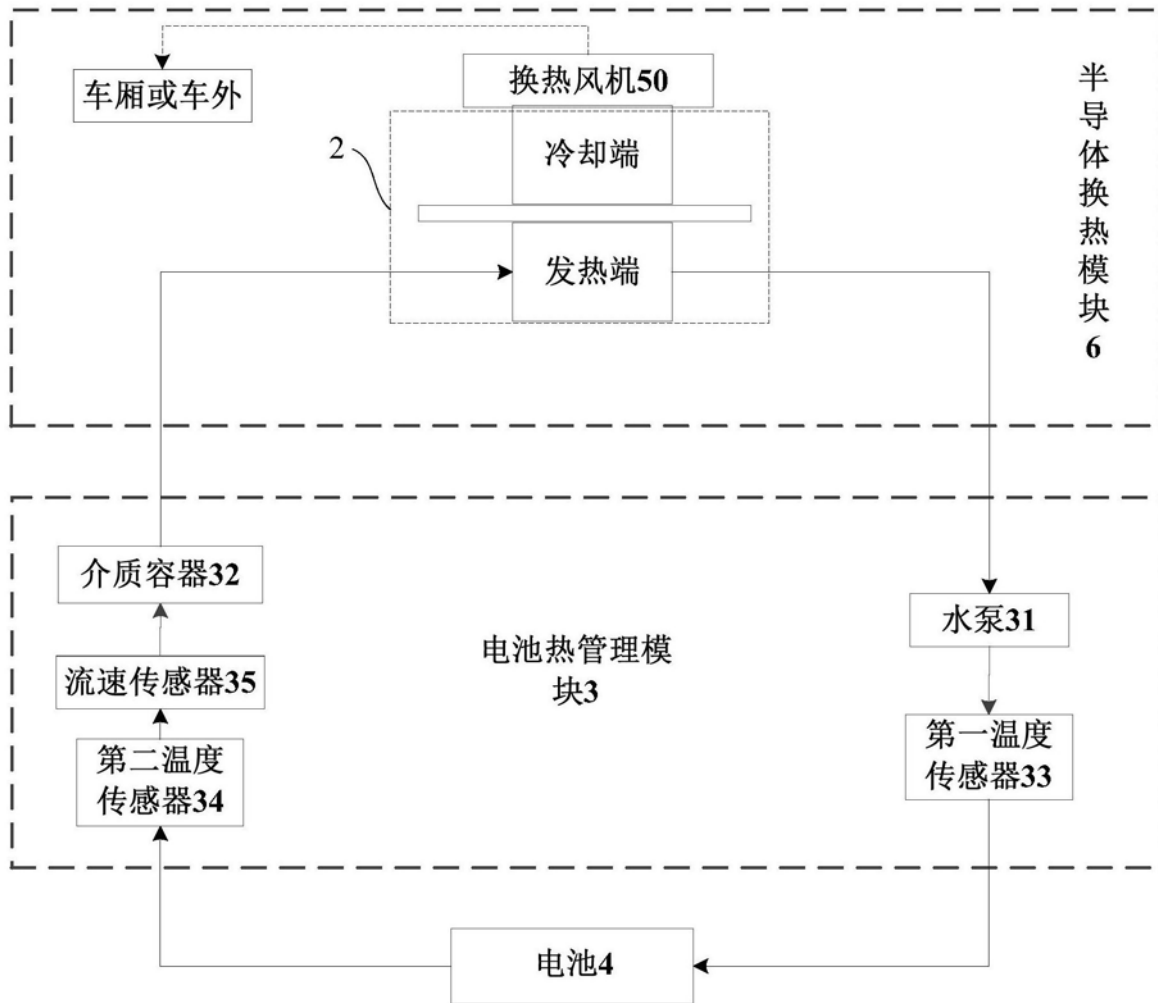 换热风机50
车厢或车外
2
冷却端
发热端
半
导
体
换
热
模
块
6
介质容器32
流速传感器35
第二温度
传感器34
电池热管理模
块3
水泵31
第一温度
传感器33
电池4